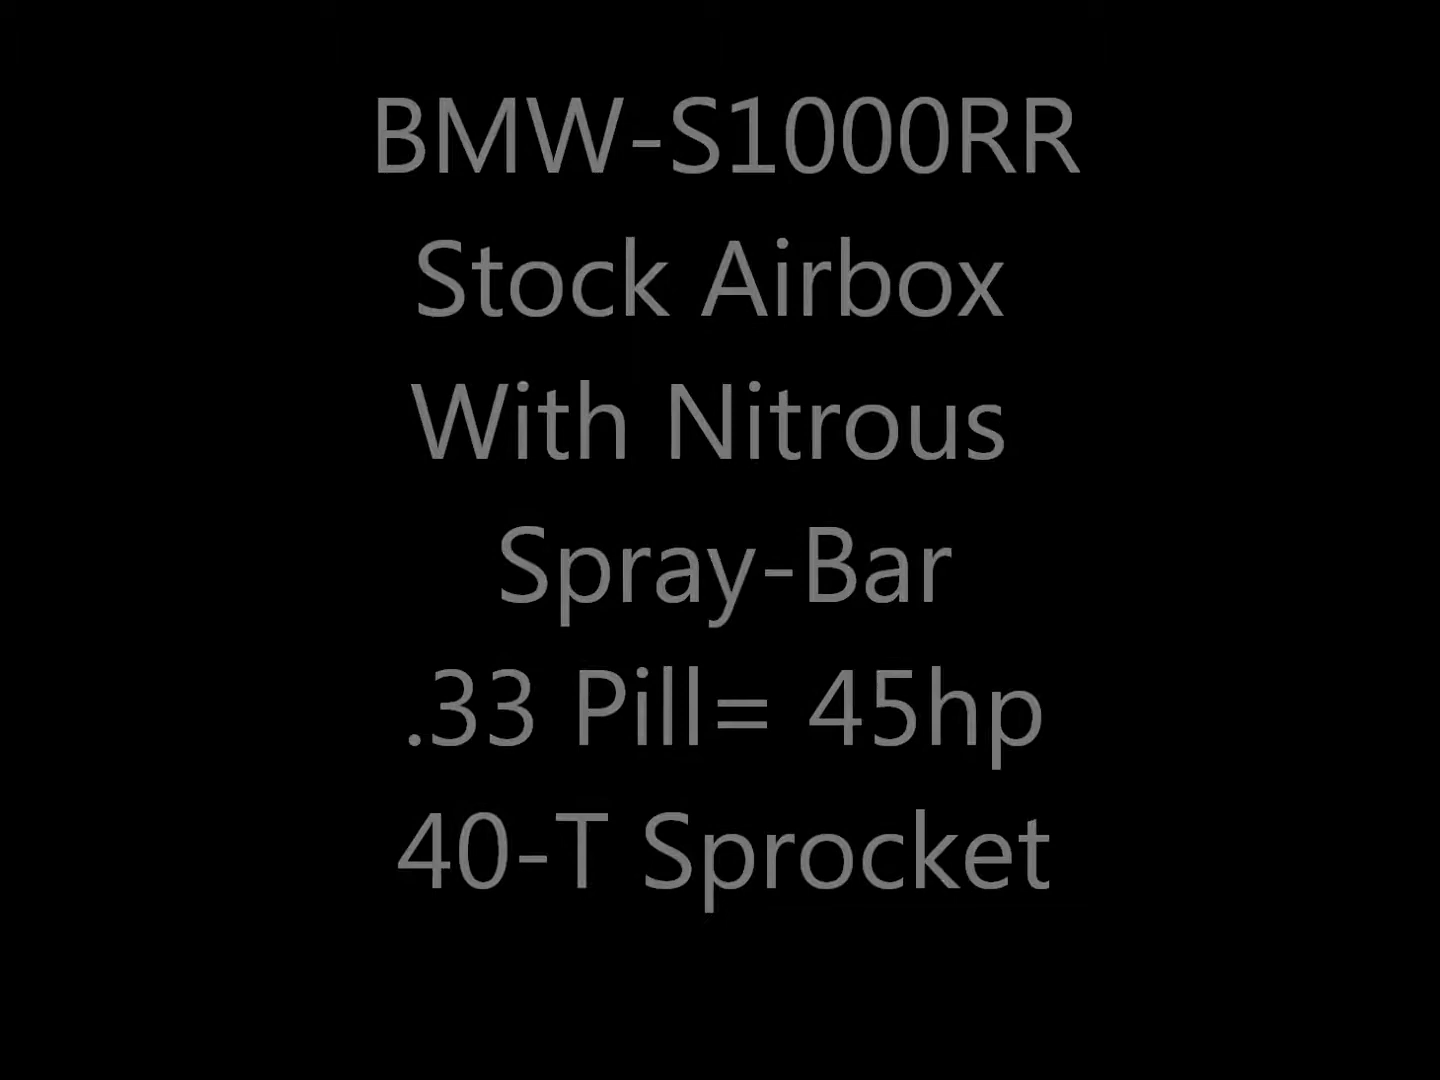 BMW-S1000RR
Stock Airbox
With Nitrous
Spray-Bar
.33 Pill= 45hp
40-T Sprocket